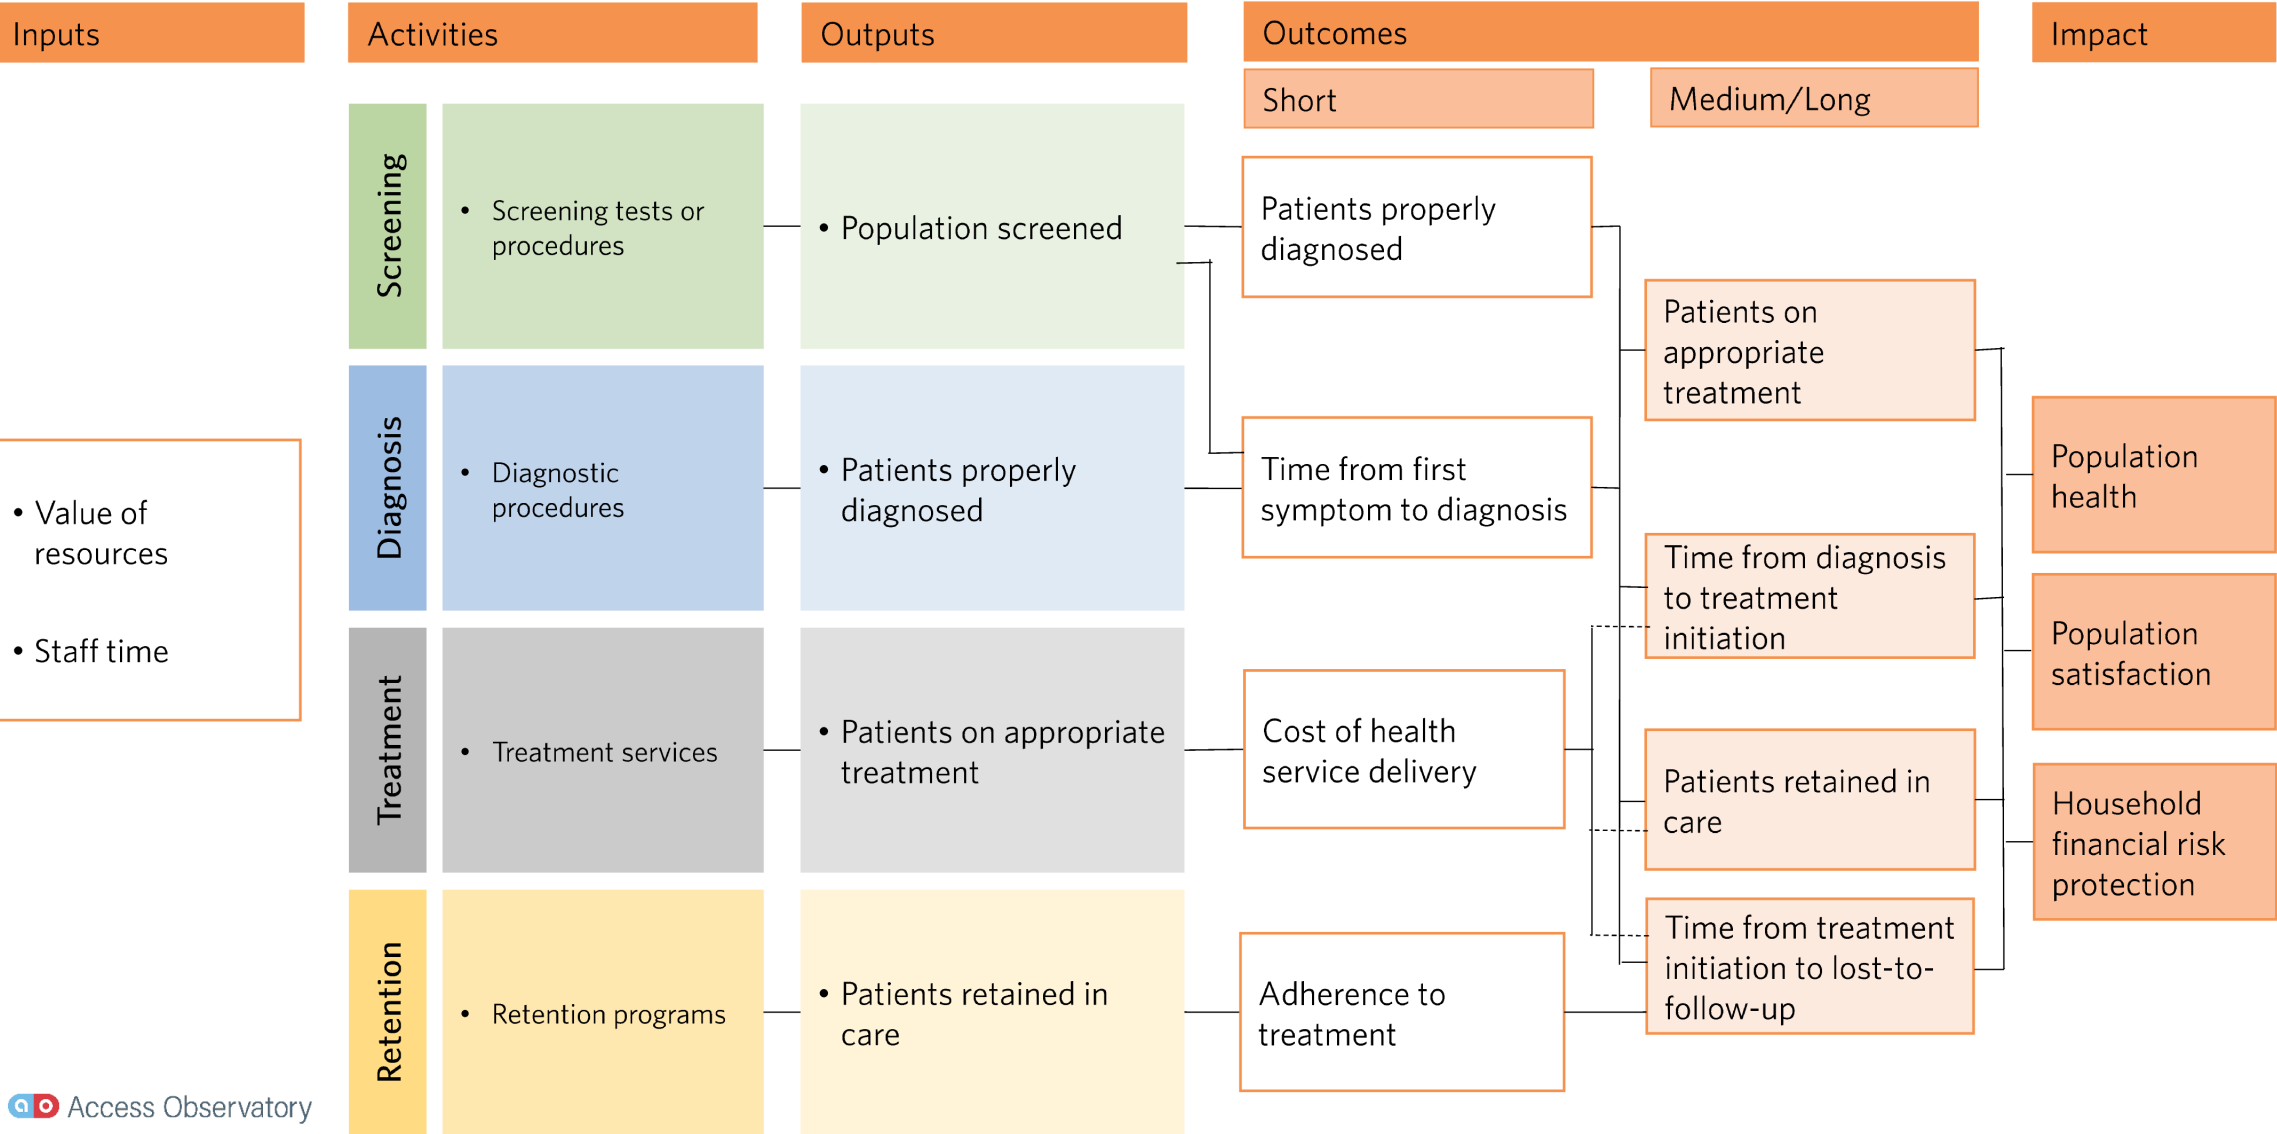 Inputs
Activities
Outputs
Outcomes
Impact
Short
Medium/Long
• Value of
resources
• Staff time
Screening
• Screening tests or
procedures
• Population screened
Diagnosis
• Diagnostic
procedures
• Patients properly
diagnosed
Treatment
• Treatment services
• Patients on appropriate
treatment
Retention
• Retention programs
• Patients retained in
care
Patients properly
diagnosed
Time from first
symptom to diagnosis
Cost of health
service delivery
Adherence to
treatment
Patients on
appropriate
treatment
Time from diagnosis
to treatment
initiation
Patients retained in
care
Time from treatment
initiation to lost-to-
follow-up
Population
health
Population
satisfaction
Household
financial risk
protection
ao Access Observatory